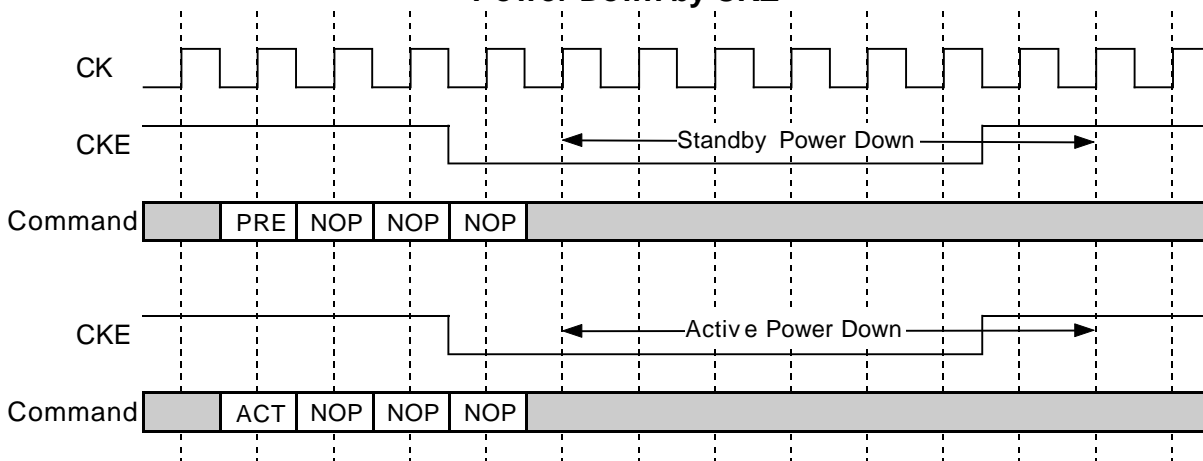 Power Down by CKE
CK
CKE
Standby Power Down
Command
PRE NOP NOP NOP
CKE
Active Power Down
Command
ACT NOP NOP NOP